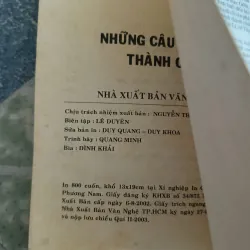 NHỮNG CÂU
THÀNH
NHÀ XUẤT BẢN VĂN
Chịu trách nhiệm xuất bản: NGUYỄN
Biên tập: LÊ DUYÊN
Sửa bản in: DUY QUANG - DUY KHOA
Trình bày: QUANG MINH
Bìa: ĐÌNH KHẢI
In 800 cuốn, khổ 13x19cm tại Xí nghiệp In
Phương Nam. Giấy đăng ký KHXB số
Xuất Bản cấp ngày 6-8-2002. Giấy trích ngang
Nhà Xuất Bản Văn Nghệ TP.HCM ký ngày
và nộp lưu chiểu Quí II-2003.